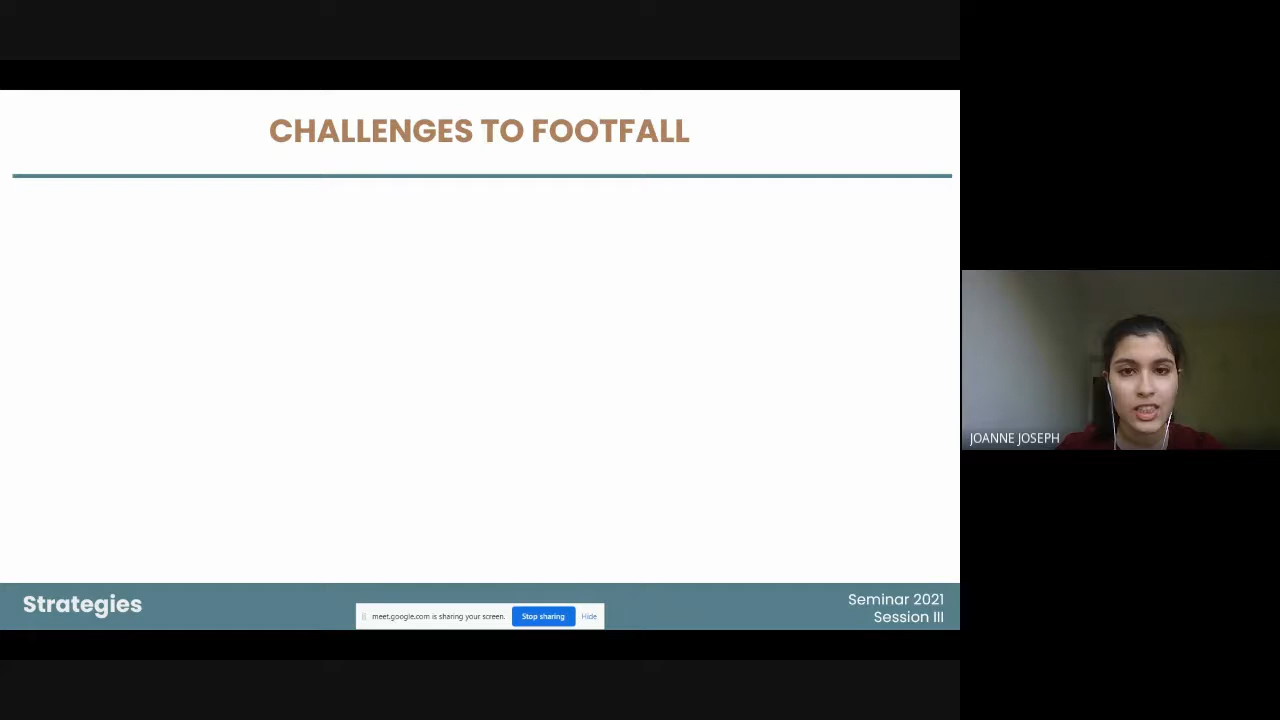 CHALLENGES TO FOOTFALL
JOANNE JOSEPH
Strategies
meet.google.com is sharing your screen.
Stop sharing
Hide
Seminar 2021
Session III